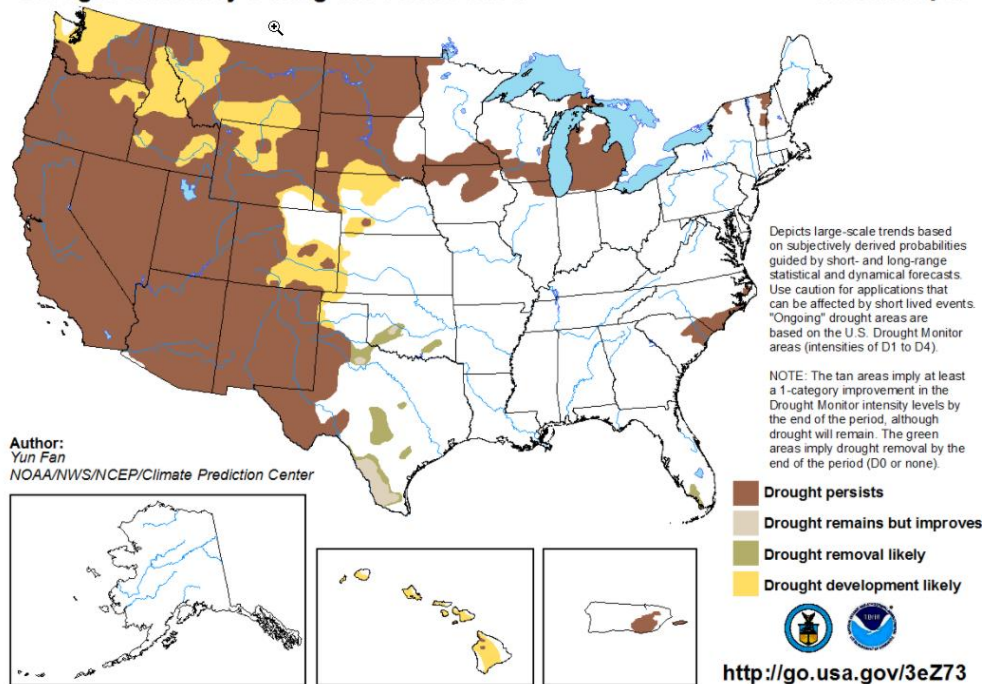 Depicts large-scale trends based
on subjectively derived probabilities
guided by short- and long-range
statistical and dynamical forecasts.
Use caution for applications that
can be affected by short lived events.
"Ongoing" drought areas are
based on the U.S. Drought Monitor
areas (intensities of D1 to D4).
NOTE: The tan areas imply at least
a 1-category improvement in the
Drought Monitor intensity levels by
the end of the period, although
drought will remain. The green
areas imply drought removal by the
end of the period (D0 or none).
Author:
Yun Fan
NOAA/NWS/NCEP/Climate Prediction Center
Drought persists
Drought remains but improves
Drought removal likely
Drought development likely
http://go.usa.gov/3eZ73